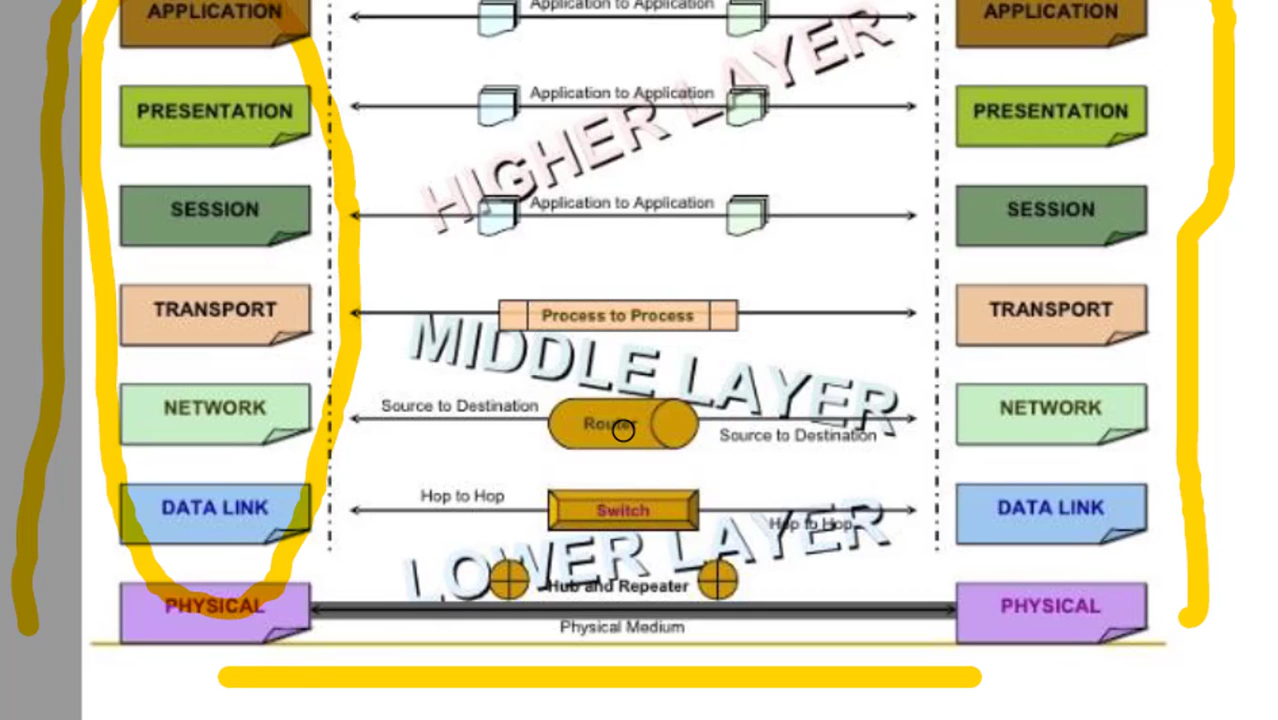 APPLICATION
Application to Application
APPLICATION
HIGHER LAYER
PRESENTATION
Application to Application
PRESENTATION
SESSION
Application to Application
SESSION
TRANSPORT
Process to Process
TRANSPORT
MIDDLE LAYER
NETWORK
Source to Destination
Router
Source to Destination
NETWORK
DATA LINK
Hop to Hop
Switch
Hop to Hop
DATA LINK
LOWER LAYER
Hub and Repeater
PHYSICAL
Physical Medium
PHYSICAL